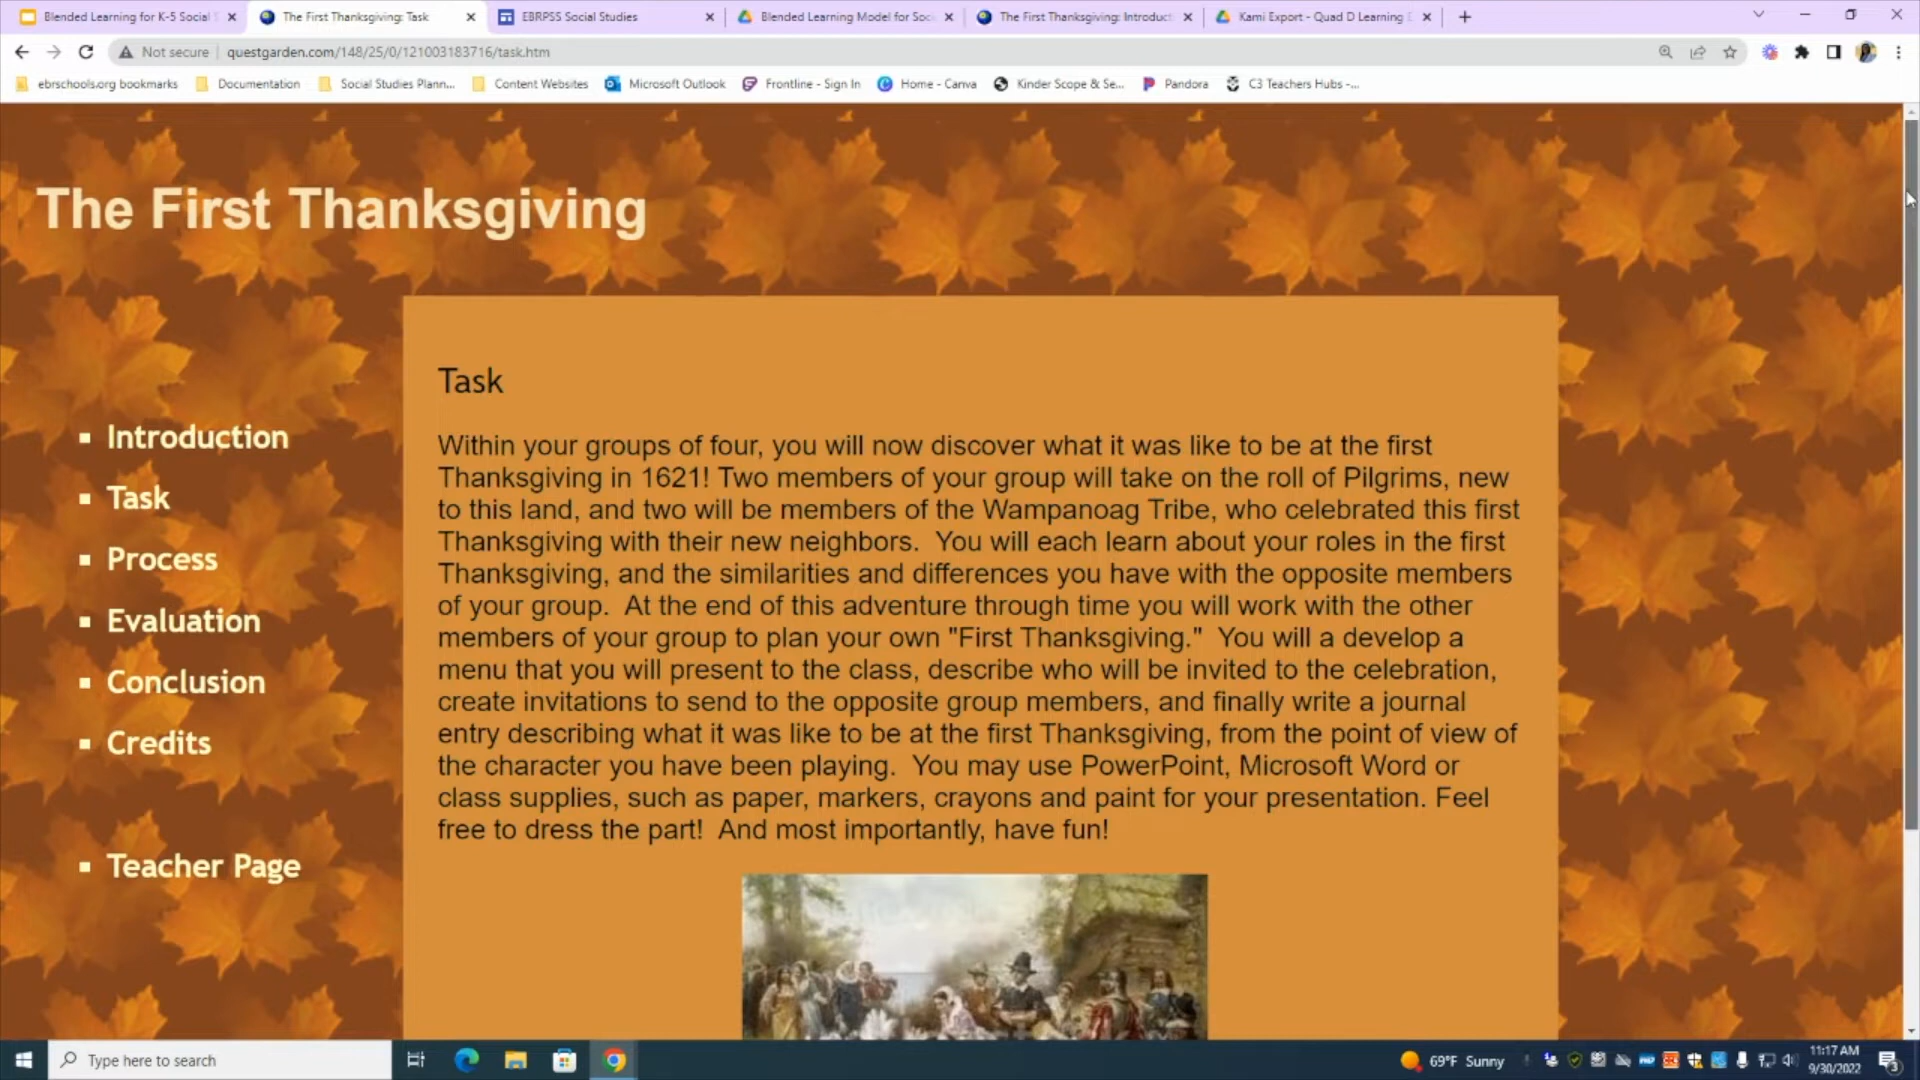 Blended Learning for K-5 Social S
The First Thanksgiving: Task
EBRPSS Social Studies
Blended Learning Model for Soci
The First Thanksgiving: Introduct
Kami Export - Quad D Learning E
Not secure
questgarden.com/148/25/0/121003183716/task.htm
ebrschools.org bookmarks
Documentation
Social Studies Plann...
Content Websites
Microsoft Outlook
Frontline - Sign In
Home - Canva
Kinder Scope & Se...
Pandora
C3 Teachers Hubs -...
The First Thanksgiving
Introduction
Task
Process
Evaluation
Conclusion
Credits
Teacher Page
Task
Within your groups of four, you will now discover what it was like to be at the first
Thanksgiving in 1621! Two members of your group will take on the roll of Pilgrims, new
to this land, and two will be members of the Wampanoag Tribe, who celebrated this first
Thanksgiving with their new neighbors. You will each learn about your roles in the first
Thanksgiving, and the similarities and differences you have with the opposite members
of your group. At the end of this adventure through time you will work with the other
members of your group to plan your own "First Thanksgiving." You will a develop a
menu that you will present to the class, describe who will be invited to the celebration,
create invitations to send to the opposite group members, and finally write a journal
entry describing what it was like to be at the first Thanksgiving, from the point of view of
the character you have been playing. You may use PowerPoint, Microsoft Word or
class supplies, such as paper, markers, crayons and paint for your presentation. Feel
free to dress the part! And most importantly, have fun!
Type here to search
69°F Sunny
11:17 AM
9/30/2022
3